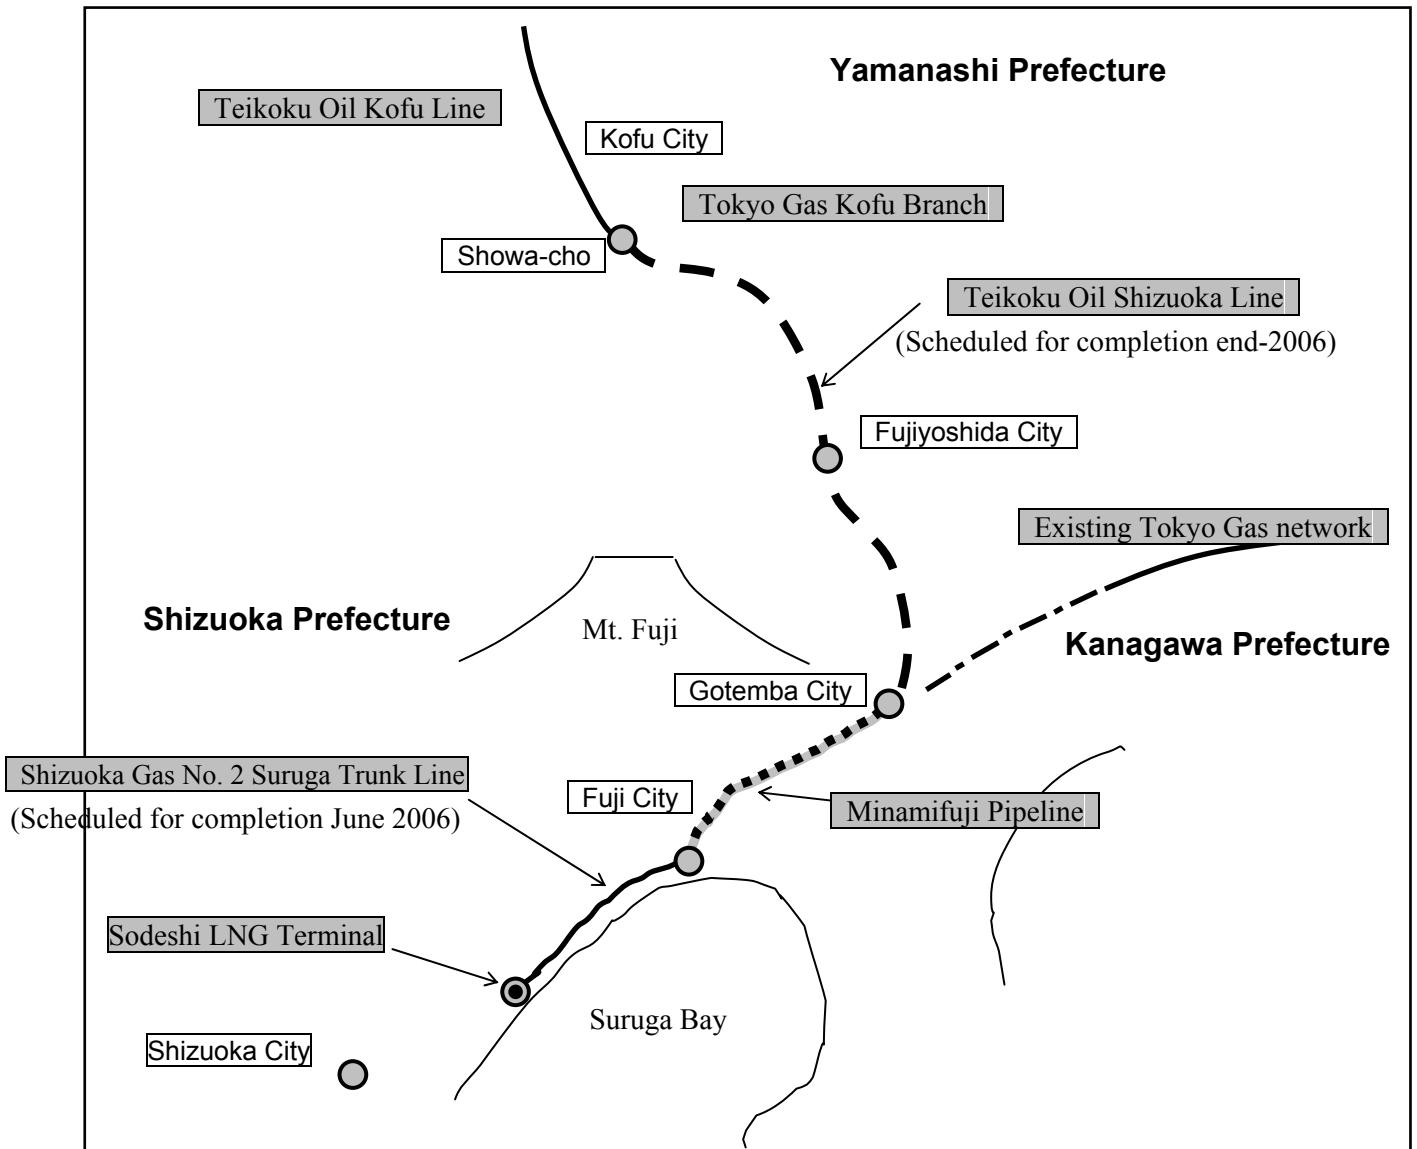 Yamanashi Prefecture
Teikoku Oil Kofu Line
Kofu City
Tokyo Gas Kofu Branch
Showa-cho
Teikoku Oil Shizuoka Line
(Scheduled for completion end-2006)
Fujiyoshida City
Existing Tokyo Gas network
Shizuoka Prefecture
Mt. Fuji
Kanagawa Prefecture
Gotemba City
Shizuoka Gas No. 2 Suruga Trunk Line
(Scheduled for completion June 2006)
Fuji City
Minamifuji Pipeline
Sodeshi LNG Terminal
Suruga Bay
Shizuoka City